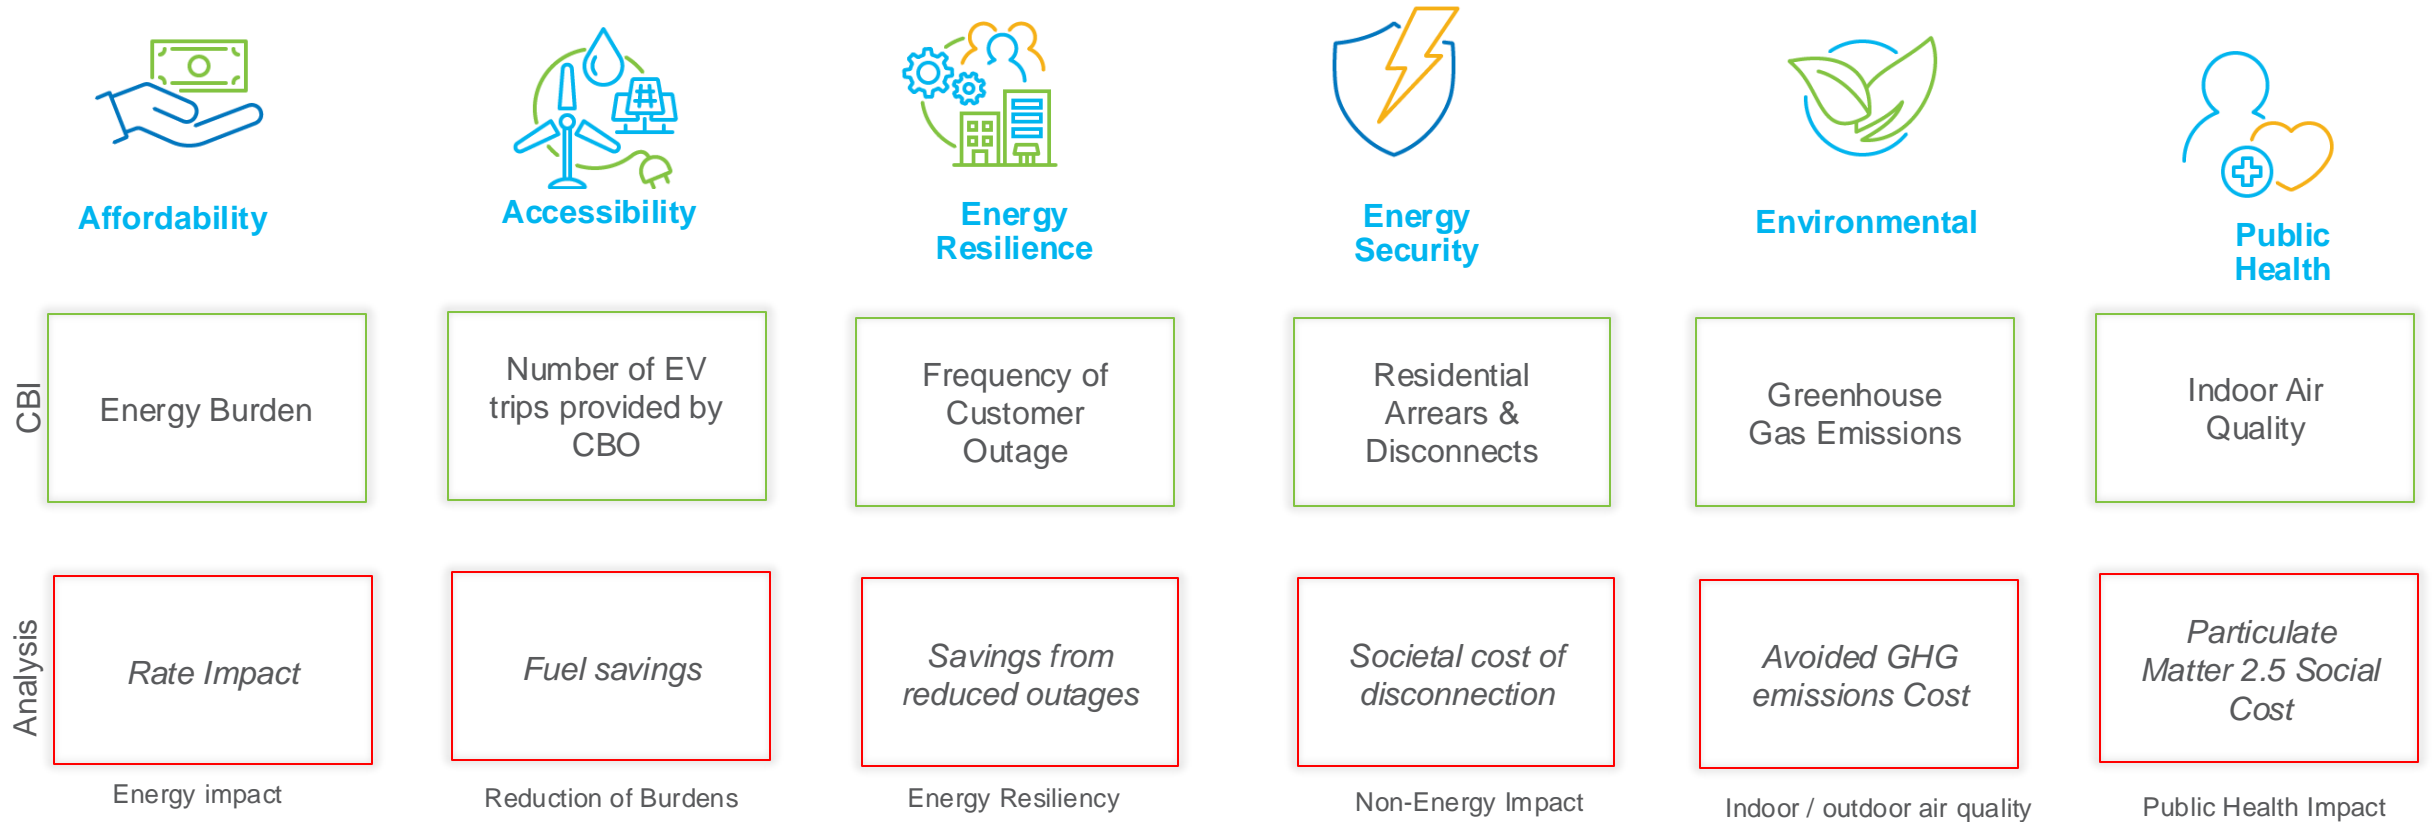 Affordability
Accessibility
Energy
Resilience
Energy
Security
Environmental
Public
Health
CBI
Energy Burden
Number of EV
trips provided by
CBO
Frequency of
Customer
Outage
Residential
Arrears &
Disconnects
Greenhouse
Gas Emissions
Indoor Air
Quality
Analysis
Rate Impact
Fuel savings
Savings from
reduced outages
Societal cost of
disconnection
Avoided GHG
emissions Cost
Particulate
Matter 2.5 Social
Cost
Energy impact
Reduction of Burdens
Energy Resiliency
Non-Energy Impact
Indoor / outdoor air quality
Public Health Impact